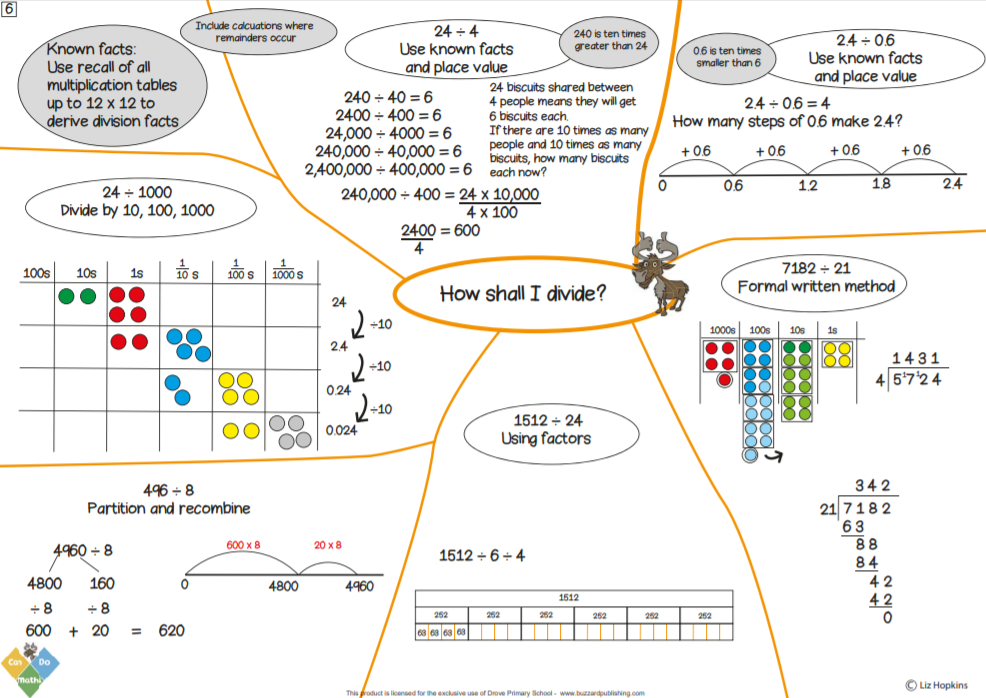 6
Known facts:
Use recall of all
multiplication tables
up to 12 x 12 to
derive division facts
Include calcuations where
remainders occur
24 ÷ 4
Use known facts
and place value
240 is ten times
greater than 24
240 ÷ 40 = 6
2400 ÷ 400 = 6
24,000 ÷ 4000 = 6
240,000 ÷ 40,000 = 6
2,400,000 ÷ 400,000 = 6
24 biscuits shared between
4 people means they will get
6 biscuits each.
If there are 10 times as many
people and 10 times as many
biscuits, how many biscuits
each now?
240,000 ÷ 400 = 24 x 10,000
4 x 100
2400 = 600
4
0.6 is ten times
smaller than 6
2.4 ÷ 0.6
Use known facts
and place value
2.4 ÷ 0.6 = 4
How many steps of 0.6 make 2.4?
+ 0.6 + 0.6 + 0.6 + 0.6
0 0.6 1.2 1.8 2.4
24 ÷ 1000
Divide by 10, 100, 1000
100s 10s 1s 1/10 s 1/100 s 1/1000 s
24
÷10
2.4
÷10
0.24
÷10
0.024
How shall I divide?
7182 ÷ 21
Formal written method
1000s 100s 10s 1s
1 4 3 1
4 5 ¹7 ¹2 4
3 4 2
21 7 1 8 2
6 3
8 8
8 4
4 2
4 2
0
1512 ÷ 24
Using factors
1512 ÷ 6 ÷ 4
1512
252 252 252 252 252 252
63 63 63 63
496 ÷ 8
Partition and recombine
4960 ÷ 8
4800 160
÷ 8 ÷ 8
600 + 20 = 620
600 x 8 20 x 8
0 4800 4960
Can Do
Maths
This product is licensed for the exclusive use of Drove Primary School - www.buzzardpublishing.com
© Liz Hopkins